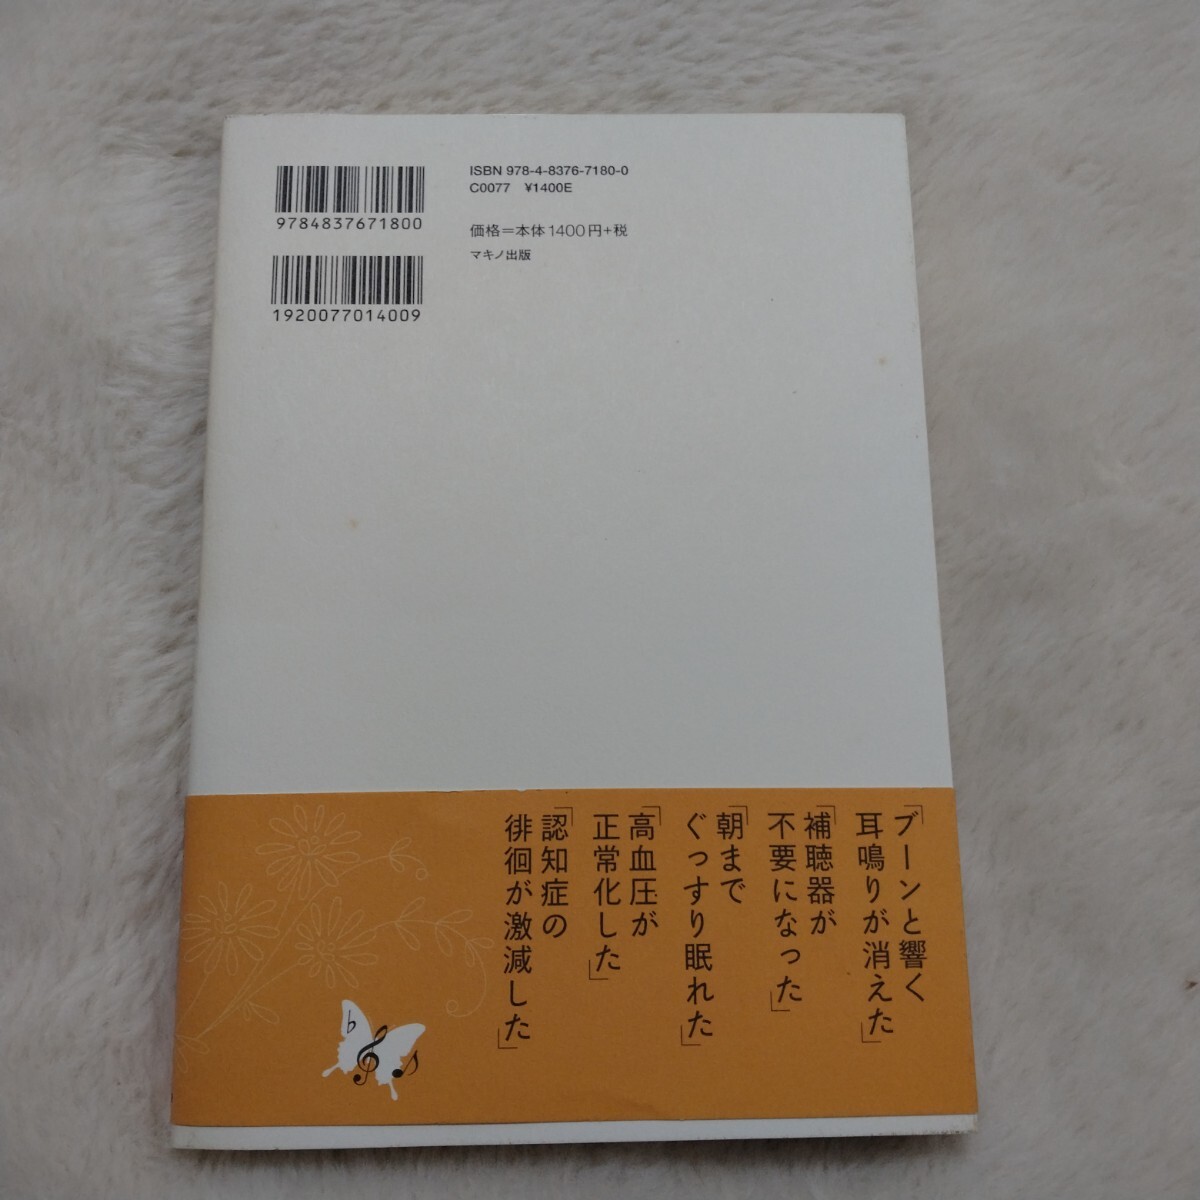 9784837671800
1920077014009
ISBN 978-4-8376-7180-0
C0077 ¥1400E
価格=本体1400円+税
マキノ出版
「ブーンと響く
耳鳴りが消えた」
「補聴器が
不要になった」
「朝まで
ぐっすり眠れた」
「高血圧が
正常化した」
「認知症の
徘徊が激減した」